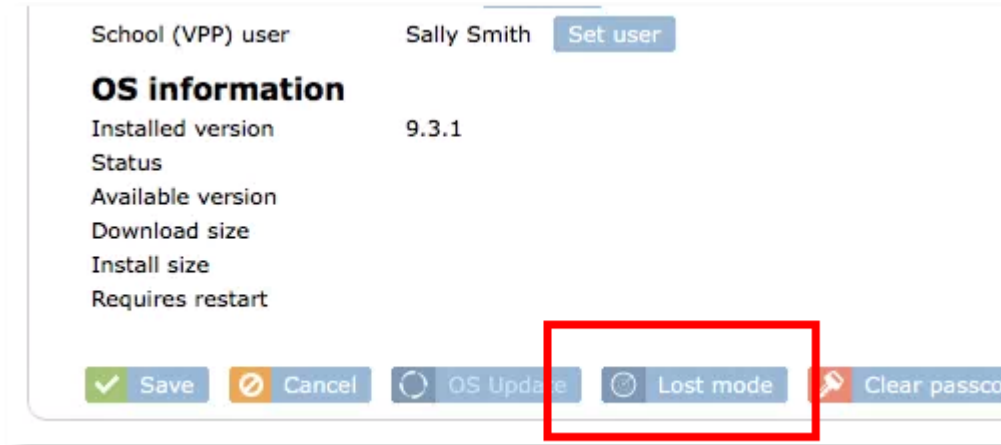 School (VPP) user Sally Smith Set user
OS information
Installed version 9.3.1
Status
Available version
Download size
Install size
Requires restart
Save Cancel OS Update Lost mode Clear